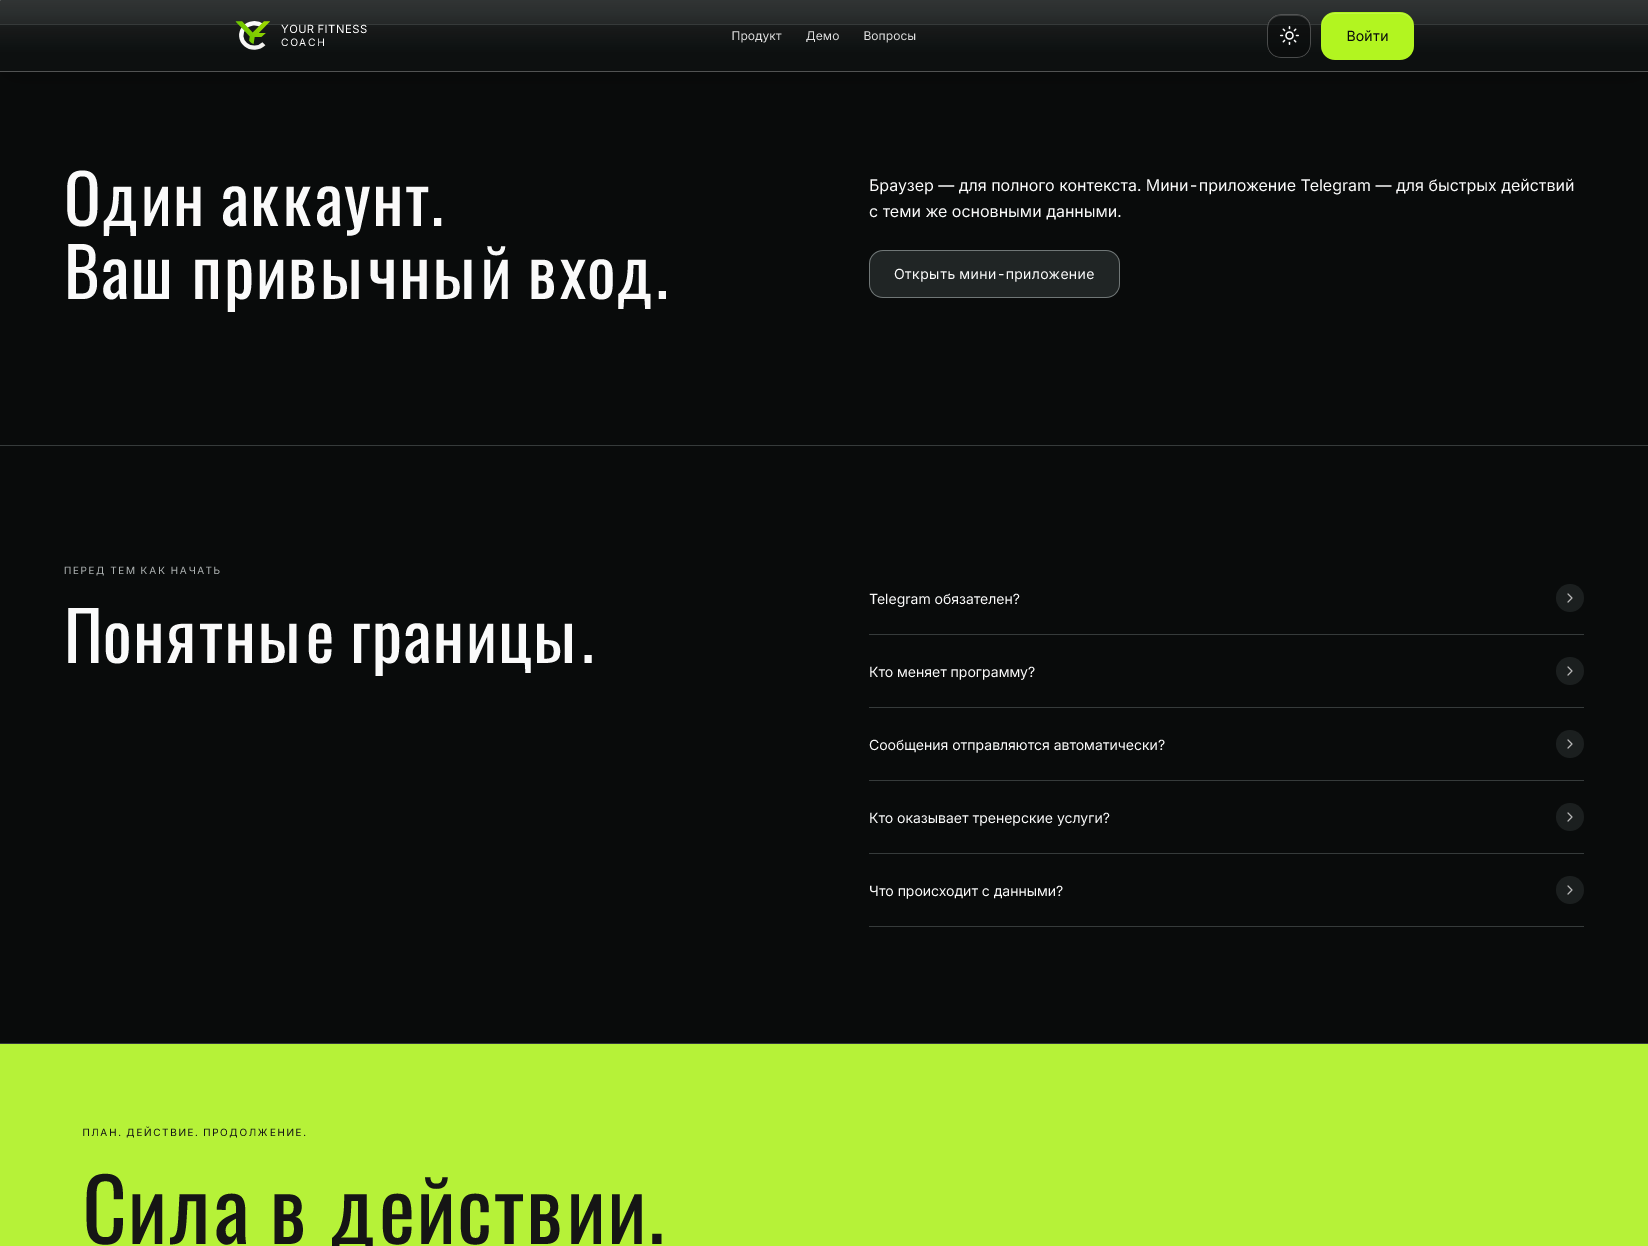 YOUR FITNESS
COACH
Продукт Демо Вопросы
Войти
Один аккаунт.
Ваш привычный вход.
Браузер — для полного контекста. Мини-приложение Telegram — для быстрых действий
с теми же основными данными.
Открыть мини-приложение
ПЕРЕД ТЕМ КАК НАЧАТЬ
Понятные границы.
Telegram обязателен?
Кто меняет программу?
Сообщения отправляются автоматически?
Кто оказывает тренерские услуги?
Что происходит с данными?
ПЛАН. ДЕЙСТВИЕ. ПРОДОЛЖЕНИЕ.
Сила в действии.